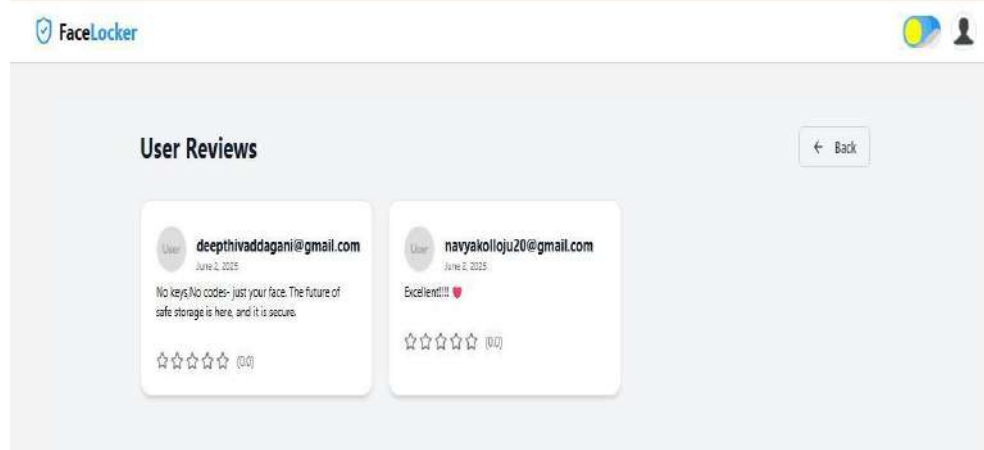 FaceLocker
User Reviews
← Back
User
deepthivaddagani@gmail.com
June 2, 2025
No keys,No codes- just your face. The future of
safe storage is here, and it is secure.
(0.0)
User
navyakolloju20@gmail.com
June 2, 2025
Excellent!!!! ❤
(0.0)